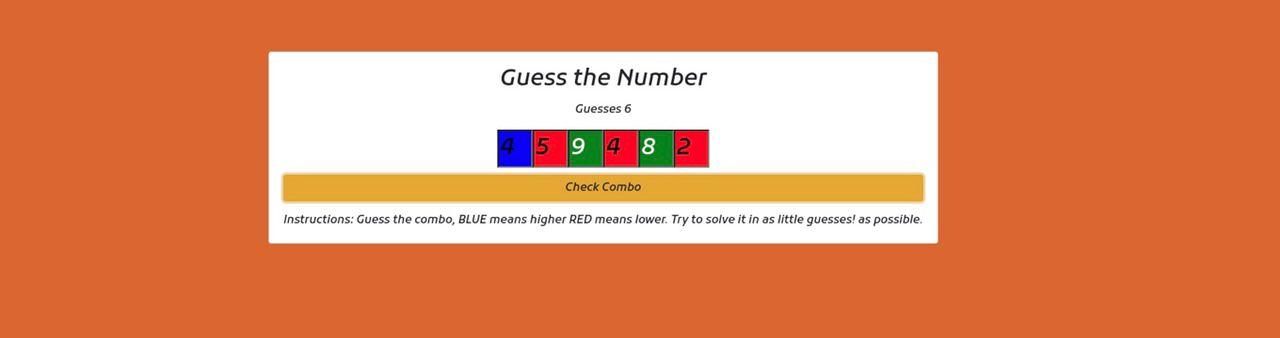 Guess the Number
Guesses 6
4 5 9 4 8 2
Check Combo
Instructions: Guess the combo, BLUE means higher RED means lower. Try to solve it in as little guesses! as possible.